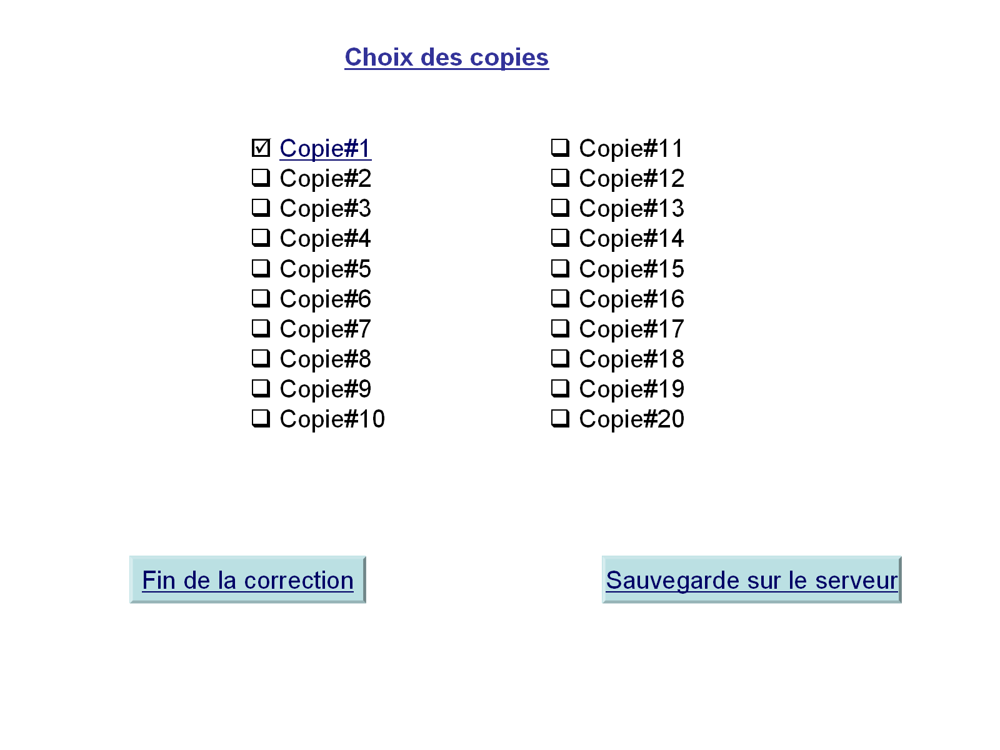 Choix des copies
Copie#1
Copie#2
Copie#3
Copie#4
Copie#5
Copie#6
Copie#7
Copie#8
Copie#9
Copie#10
Copie#11
Copie#12
Copie#13
Copie#14
Copie#15
Copie#16
Copie#17
Copie#18
Copie#19
Copie#20
Fin de la correction
Sauvegarde sur le serveur